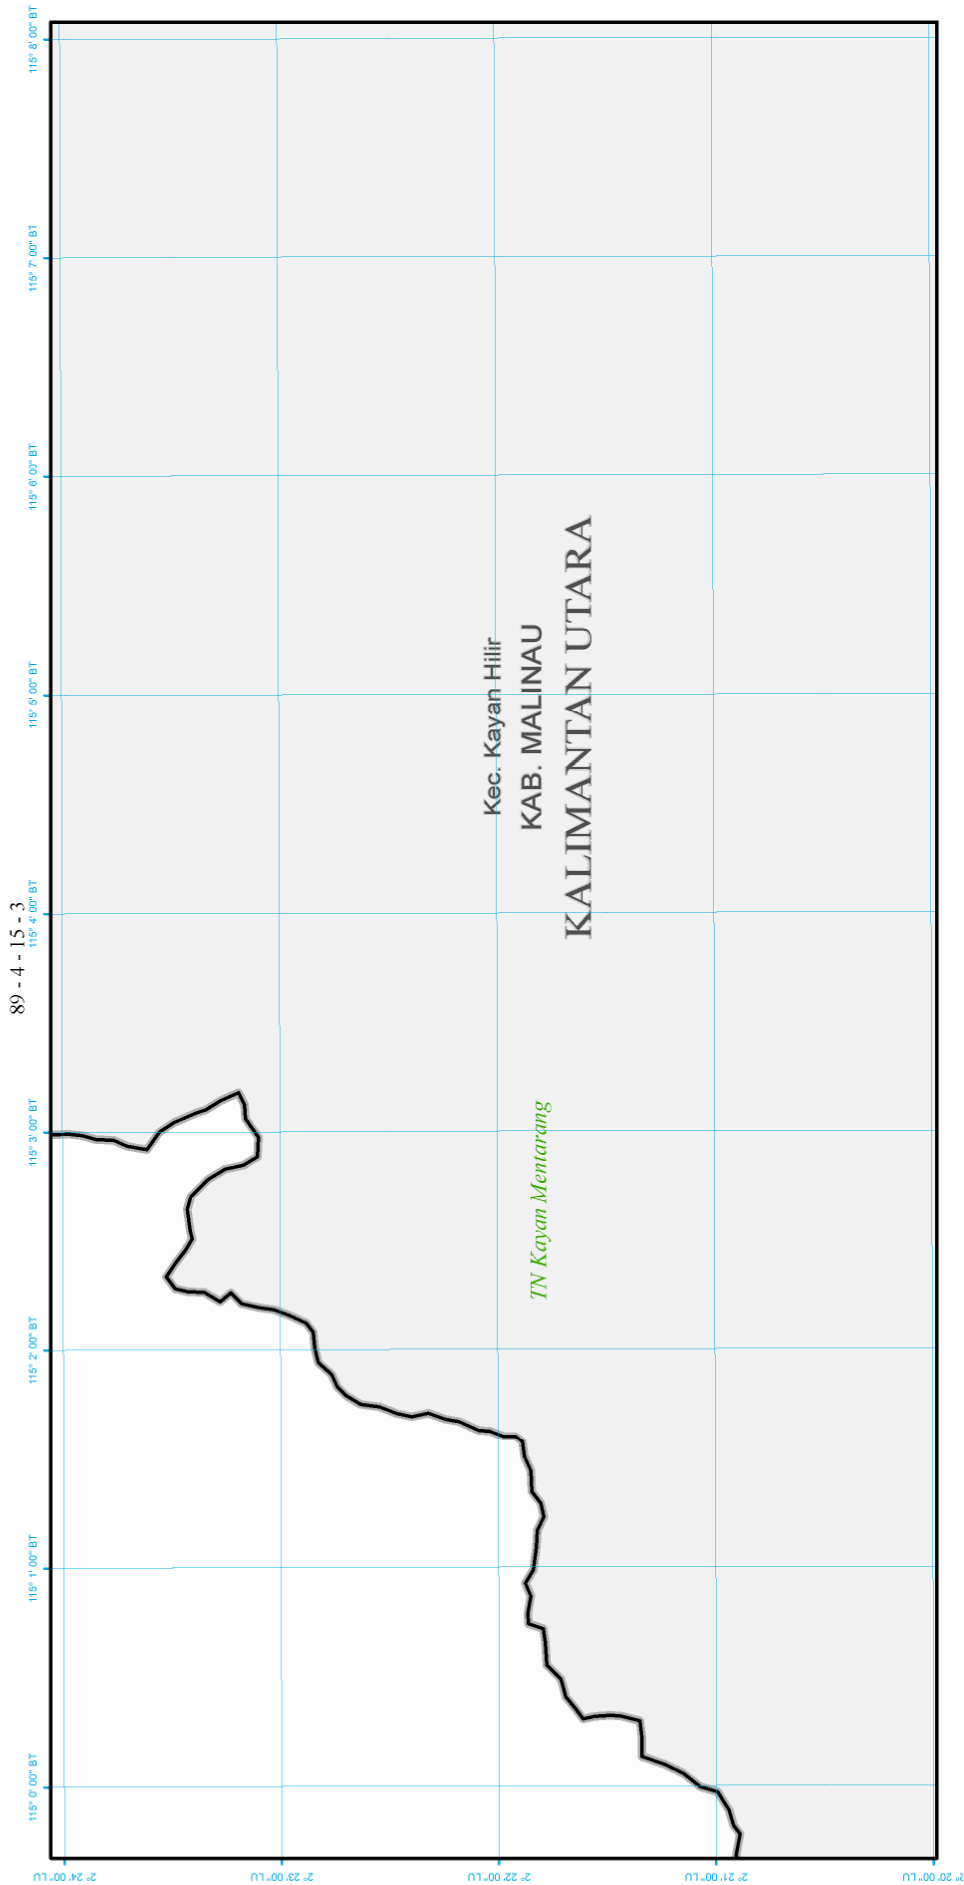 89 - 4 - 15 - 3
115° 0' 00" BT
115° 1' 00" BT
115° 2' 00" BT
115° 3' 00" BT
115° 4' 00" BT
115° 5' 00" BT
115° 6' 00" BT
115° 7' 00" BT
115° 8' 00" BT
2° 24' 00" LU
2° 23' 00" LU
2° 22' 00" LU
2° 21' 00" LU
2° 20' 00" LU
Kec. Kayan Hilir
KAB. MALINAU
KALIMANTAN UTARA
TN Kayan Mentarang